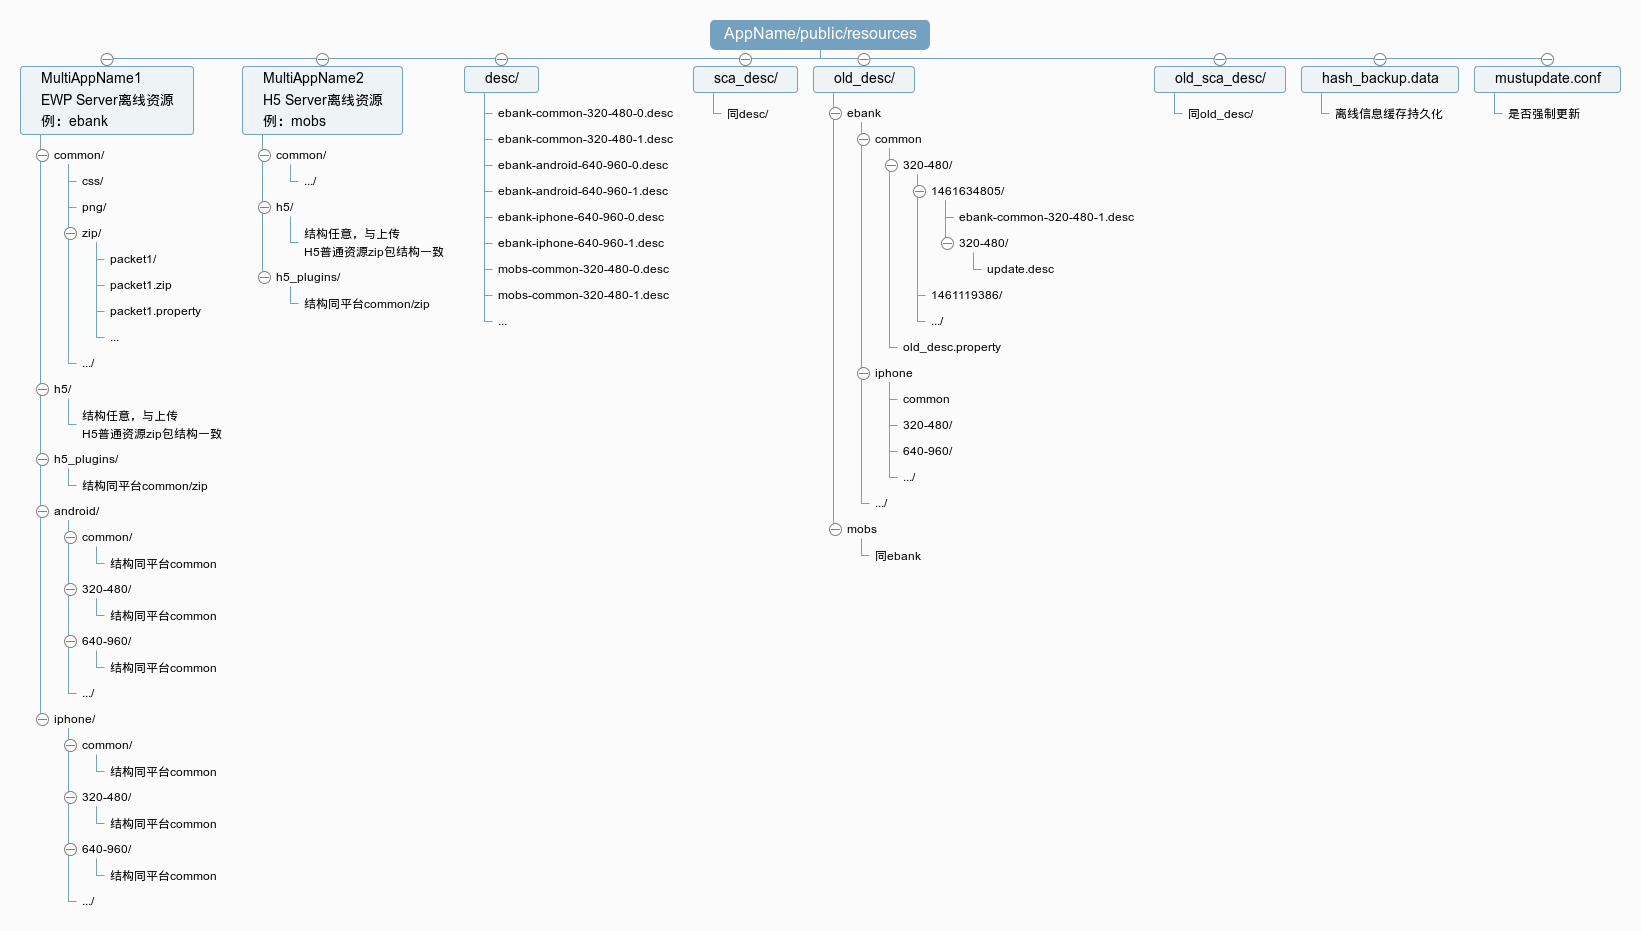 AppName/public/resources
MultiAppName1
EWP Server离线资源
例：ebank
common/
css/
png/
zip/
packet1/
packet1.zip
packet1.property
...
.../
h5/
结构任意，与上传
H5普通资源zip包结构一致
h5_plugins/
结构同平台common/zip
android/
common/
结构同平台common
320-480/
结构同平台common
640-960/
结构同平台common
.../
iphone/
common/
结构同平台common
320-480/
结构同平台common
640-960/
结构同平台common
.../
MultiAppName2
H5 Server离线资源
例：mobs
common/
.../
h5/
结构任意，与上传
H5普通资源zip包结构一致
h5_plugins/
结构同平台common/zip
desc/
ebank-common-320-480-0.desc
ebank-common-320-480-1.desc
ebank-android-640-960-0.desc
ebank-android-640-960-1.desc
ebank-iphone-640-960-0.desc
ebank-iphone-640-960-1.desc
mobs-common-320-480-0.desc
mobs-common-320-480-1.desc
...
sca_desc/
同desc/
old_desc/
ebank
common
320-480/
1461634805/
ebank-common-320-480-1.desc
320-480/
update.desc
1461119386/
.../
old_desc.property
iphone
common
320-480/
640-960/
.../
.../
mobs
同ebank
old_sca_desc/
同old_desc/
hash_backup.data
离线信息缓存持久化
mustupdate.conf
是否强制更新